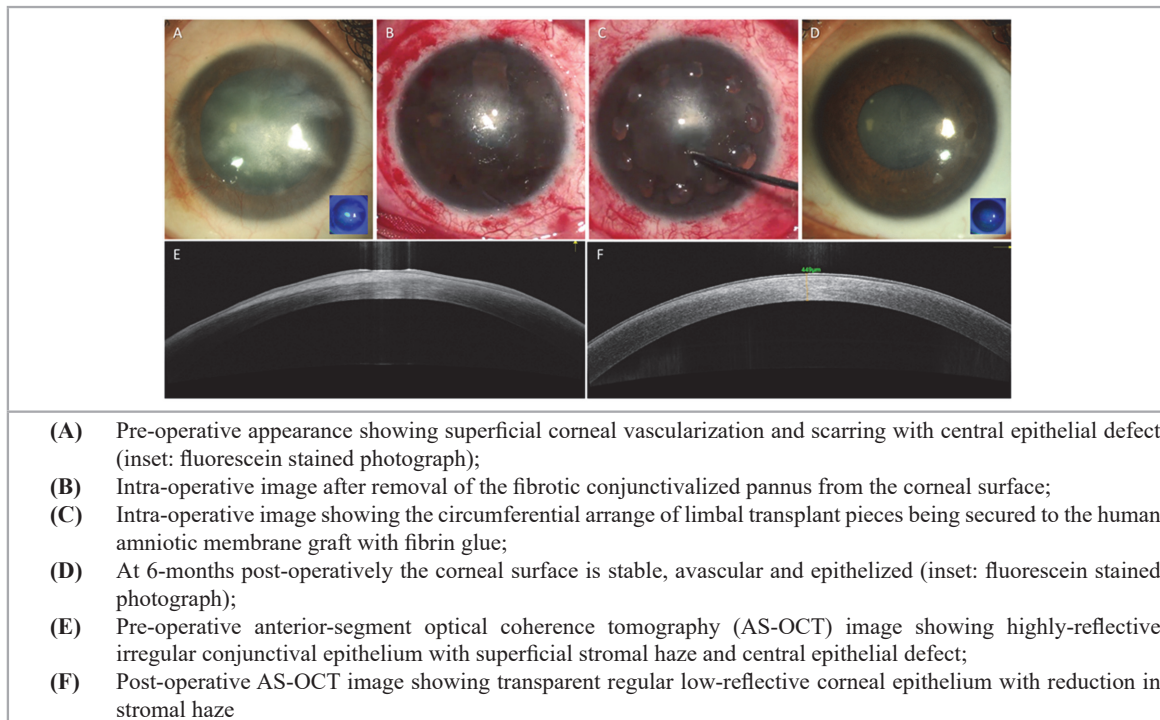 A
B
C
D
E
F
449µm
(A) Pre-operative appearance showing superficial corneal vascularization and scarring with central epithelial defect
(inset: fluorescein stained photograph);
(B) Intra-operative image after removal of the fibrotic conjunctivalized pannus from the corneal surface;
(C) Intra-operative image showing the circumferential arrange of limbal transplant pieces being secured to the human
amniotic membrane graft with fibrin glue;
(D) At 6-months post-operatively the corneal surface is stable, avascular and epithelized (inset: fluorescein stained
photograph);
(E) Pre-operative anterior-segment optical coherence tomography (AS-OCT) image showing highly-reflective
irregular conjunctival epithelium with superficial stromal haze and central epithelial defect;
(F) Post-operative AS-OCT image showing transparent regular low-reflective corneal epithelium with reduction in
stromal haze